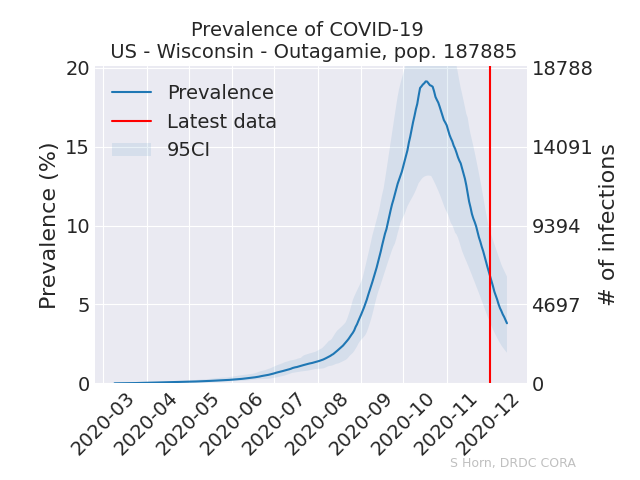 Prevalence of COVID-19
US - Wisconsin - Outagamie, pop. 187885
20
15
10
5
0
Prevalence (%)
Prevalence
Latest data
95CI
18788
14091
9394
4697
0
# of infections
2020-03
2020-04
2020-05
2020-06
2020-07
2020-08
2020-09
2020-10
2020-11
2020-12
S Horn, DRDC CORA